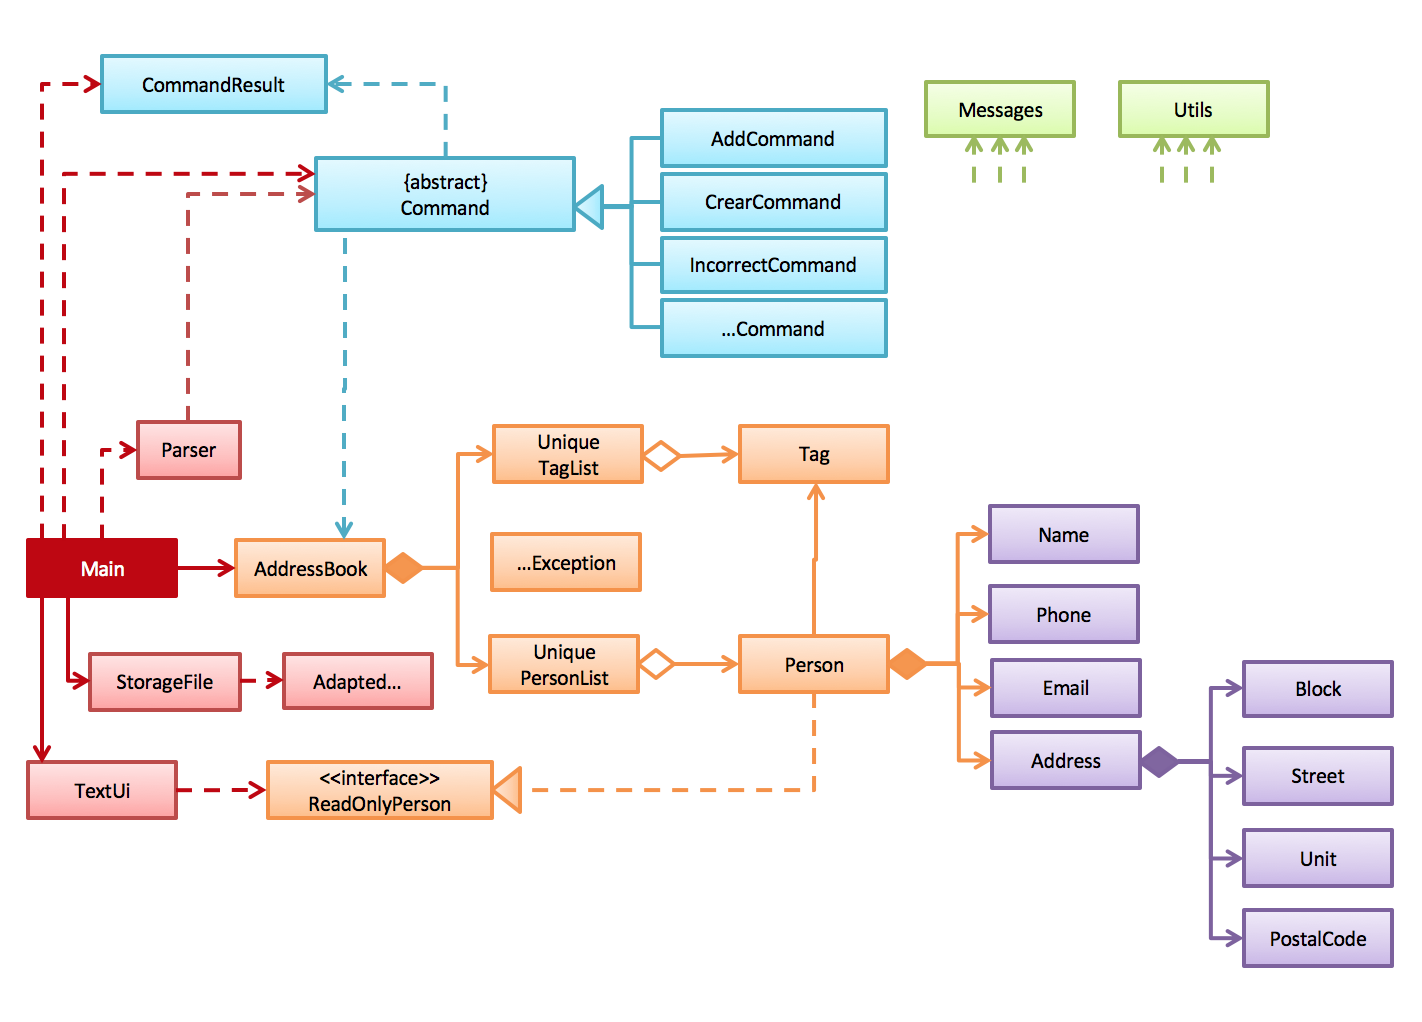 CommandResult
Messages
Utils
AddCommand
{abstract}
Command
CrearCommand
IncorrectCommand
...Command
Parser
Unique
TagList
Tag
Main
AddressBook
...Exception
Name
Phone
Unique
PersonList
Person
StorageFile
Adapted...
Email
Block
Address
TextUi
<<interface>>
ReadOnlyPerson
Street
Unit
PostalCode